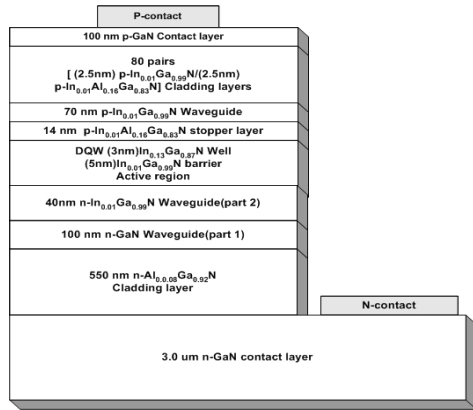 P-contact
100 nm p-GaN Contact layer
80 pairs
[ (2.5nm) p-In₀.₀₁Ga₀.₉₉N/(2.5nm)
p-In₀.₀₁Al₀.₁₆Ga₀.₈₃N] Cladding layers
70 nm p-In₀.₀₁Ga₀.₉₉N Waveguide
14 nm p-In₀.₀₁Al₀.₁₆Ga₀.₈₃N stopper layer
DQW (3nm)In₀.₁₃Ga₀.₈₇N Well
(5nm)In₀.₀₁Ga₀.₉₉N barrier
Active region
40nm n-In₀.₀₁Ga₀.₉₉N Waveguide(part 2)
100 nm n-GaN Waveguide(part 1)
550 nm n-Al₀.₀.₀₈Ga₀.₉₂N
Cladding layer
N-contact
3.0 um n-GaN contact layer